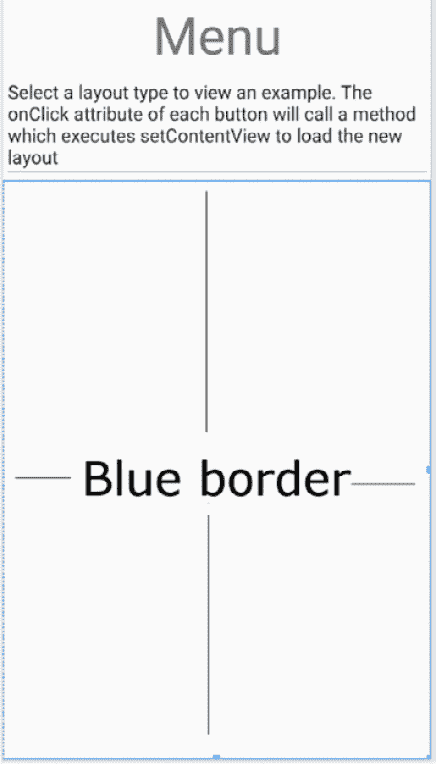 Menu
Select a layout type to view an example. The
onClick attribute of each button will call a method
which executes setContentView to load the new
layout
Blue border